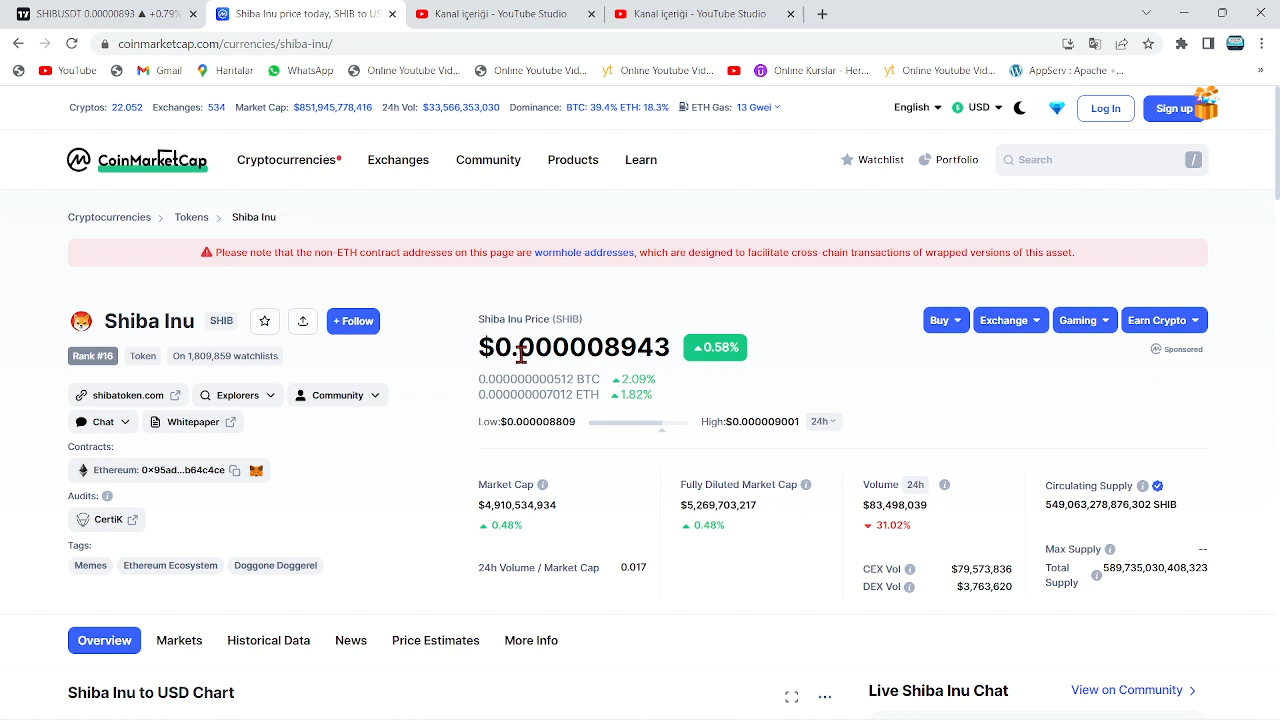 SHIBUSDT 0.00000893 ▲ +0.79%
Shiba Inu price today, SHIB to US
Kanal içeriği - YouTube Studio
Kanal içeriği - YouTube Studio
coinmarketcap.com/currencies/shiba-inu/
YouTube
Gmail
Haritalar
WhatsApp
Online Youtube Vid...
Online Youtube Vid...
Online Youtube Vid...
Online Kurslar - Her...
Online Youtube Vid...
AppServ : Apache +...
»
Cryptos: 22.052 Exchanges: 534 Market Cap: $851,945,778,416 24h Vol: $33,566,353,030 Dominance: BTC: 39.4% ETH: 18.3% ETH Gas: 13 Gwei
English USD Log In Sign up
CoinMarketCap
Cryptocurrencies Exchanges Community Products Learn
Watchlist Portfolio Search /
Cryptocurrencies > Tokens > Shiba Inu
Please note that the non-ETH contract addresses on this page are wormhole addresses, which are designed to facilitate cross-chain transactions of wrapped versions of this asset.
Shiba Inu SHIB + Follow
Rank #16 Token On 1,809,859 watchlists
shibatoken.com Explorers Community
Chat Whitepaper
Contracts:
Ethereum: 0x95ad...b64c4ce
Audits:
CertiK
Tags:
Memes Ethereum Ecosystem Doggone Doggerel
Shiba Inu Price (SHIB)
$0.000008943 0.58%
0.000000000512 BTC 2.09%
0.000000007012 ETH 1.82%
Low:$0.000008809 High:$0.000009001 24h
Buy Exchange Gaming Earn Crypto
Sponsored
Market Cap
$4,910,534,934
0.48%
24h Volume / Market Cap 0.017
Fully Diluted Market Cap
$5,269,703,217
0.48%
Volume 24h
$83,498,039
31.02%
CEX Vol $79,573,836
DEX Vol $3,763,620
Circulating Supply
549,063,278,876,302 SHIB
Max Supply --
Total Supply 589,735,030,408,323
Overview Markets Historical Data News Price Estimates More Info
Shiba Inu to USD Chart
Live Shiba Inu Chat View on Community >